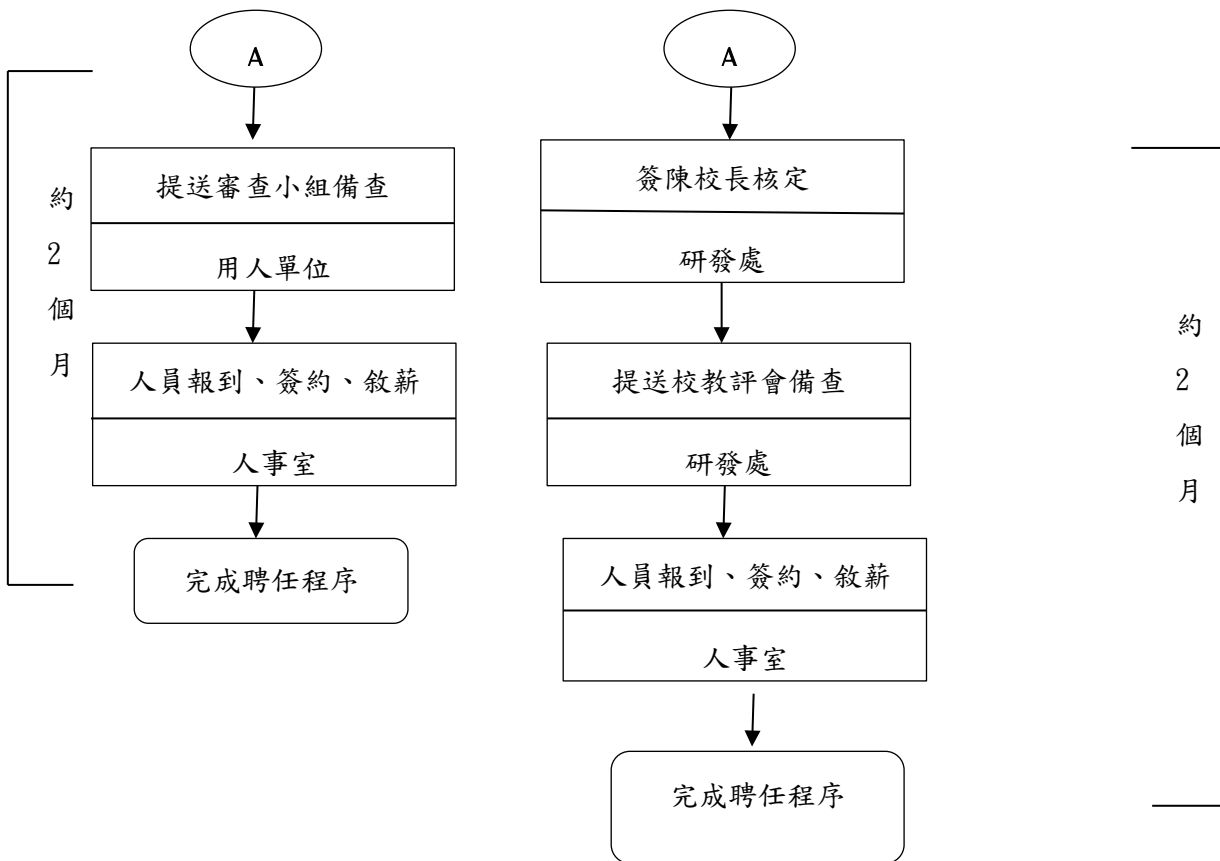 A
約
2
個
月
提送審查小組備查
用人單位
人員報到、簽約、敘薪
人事室
完成聘任程序
A
簽陳校長核定
研發處
提送校教評會備查
研發處
人員報到、簽約、敘薪
人事室
完成聘任程序
約
2
個
月